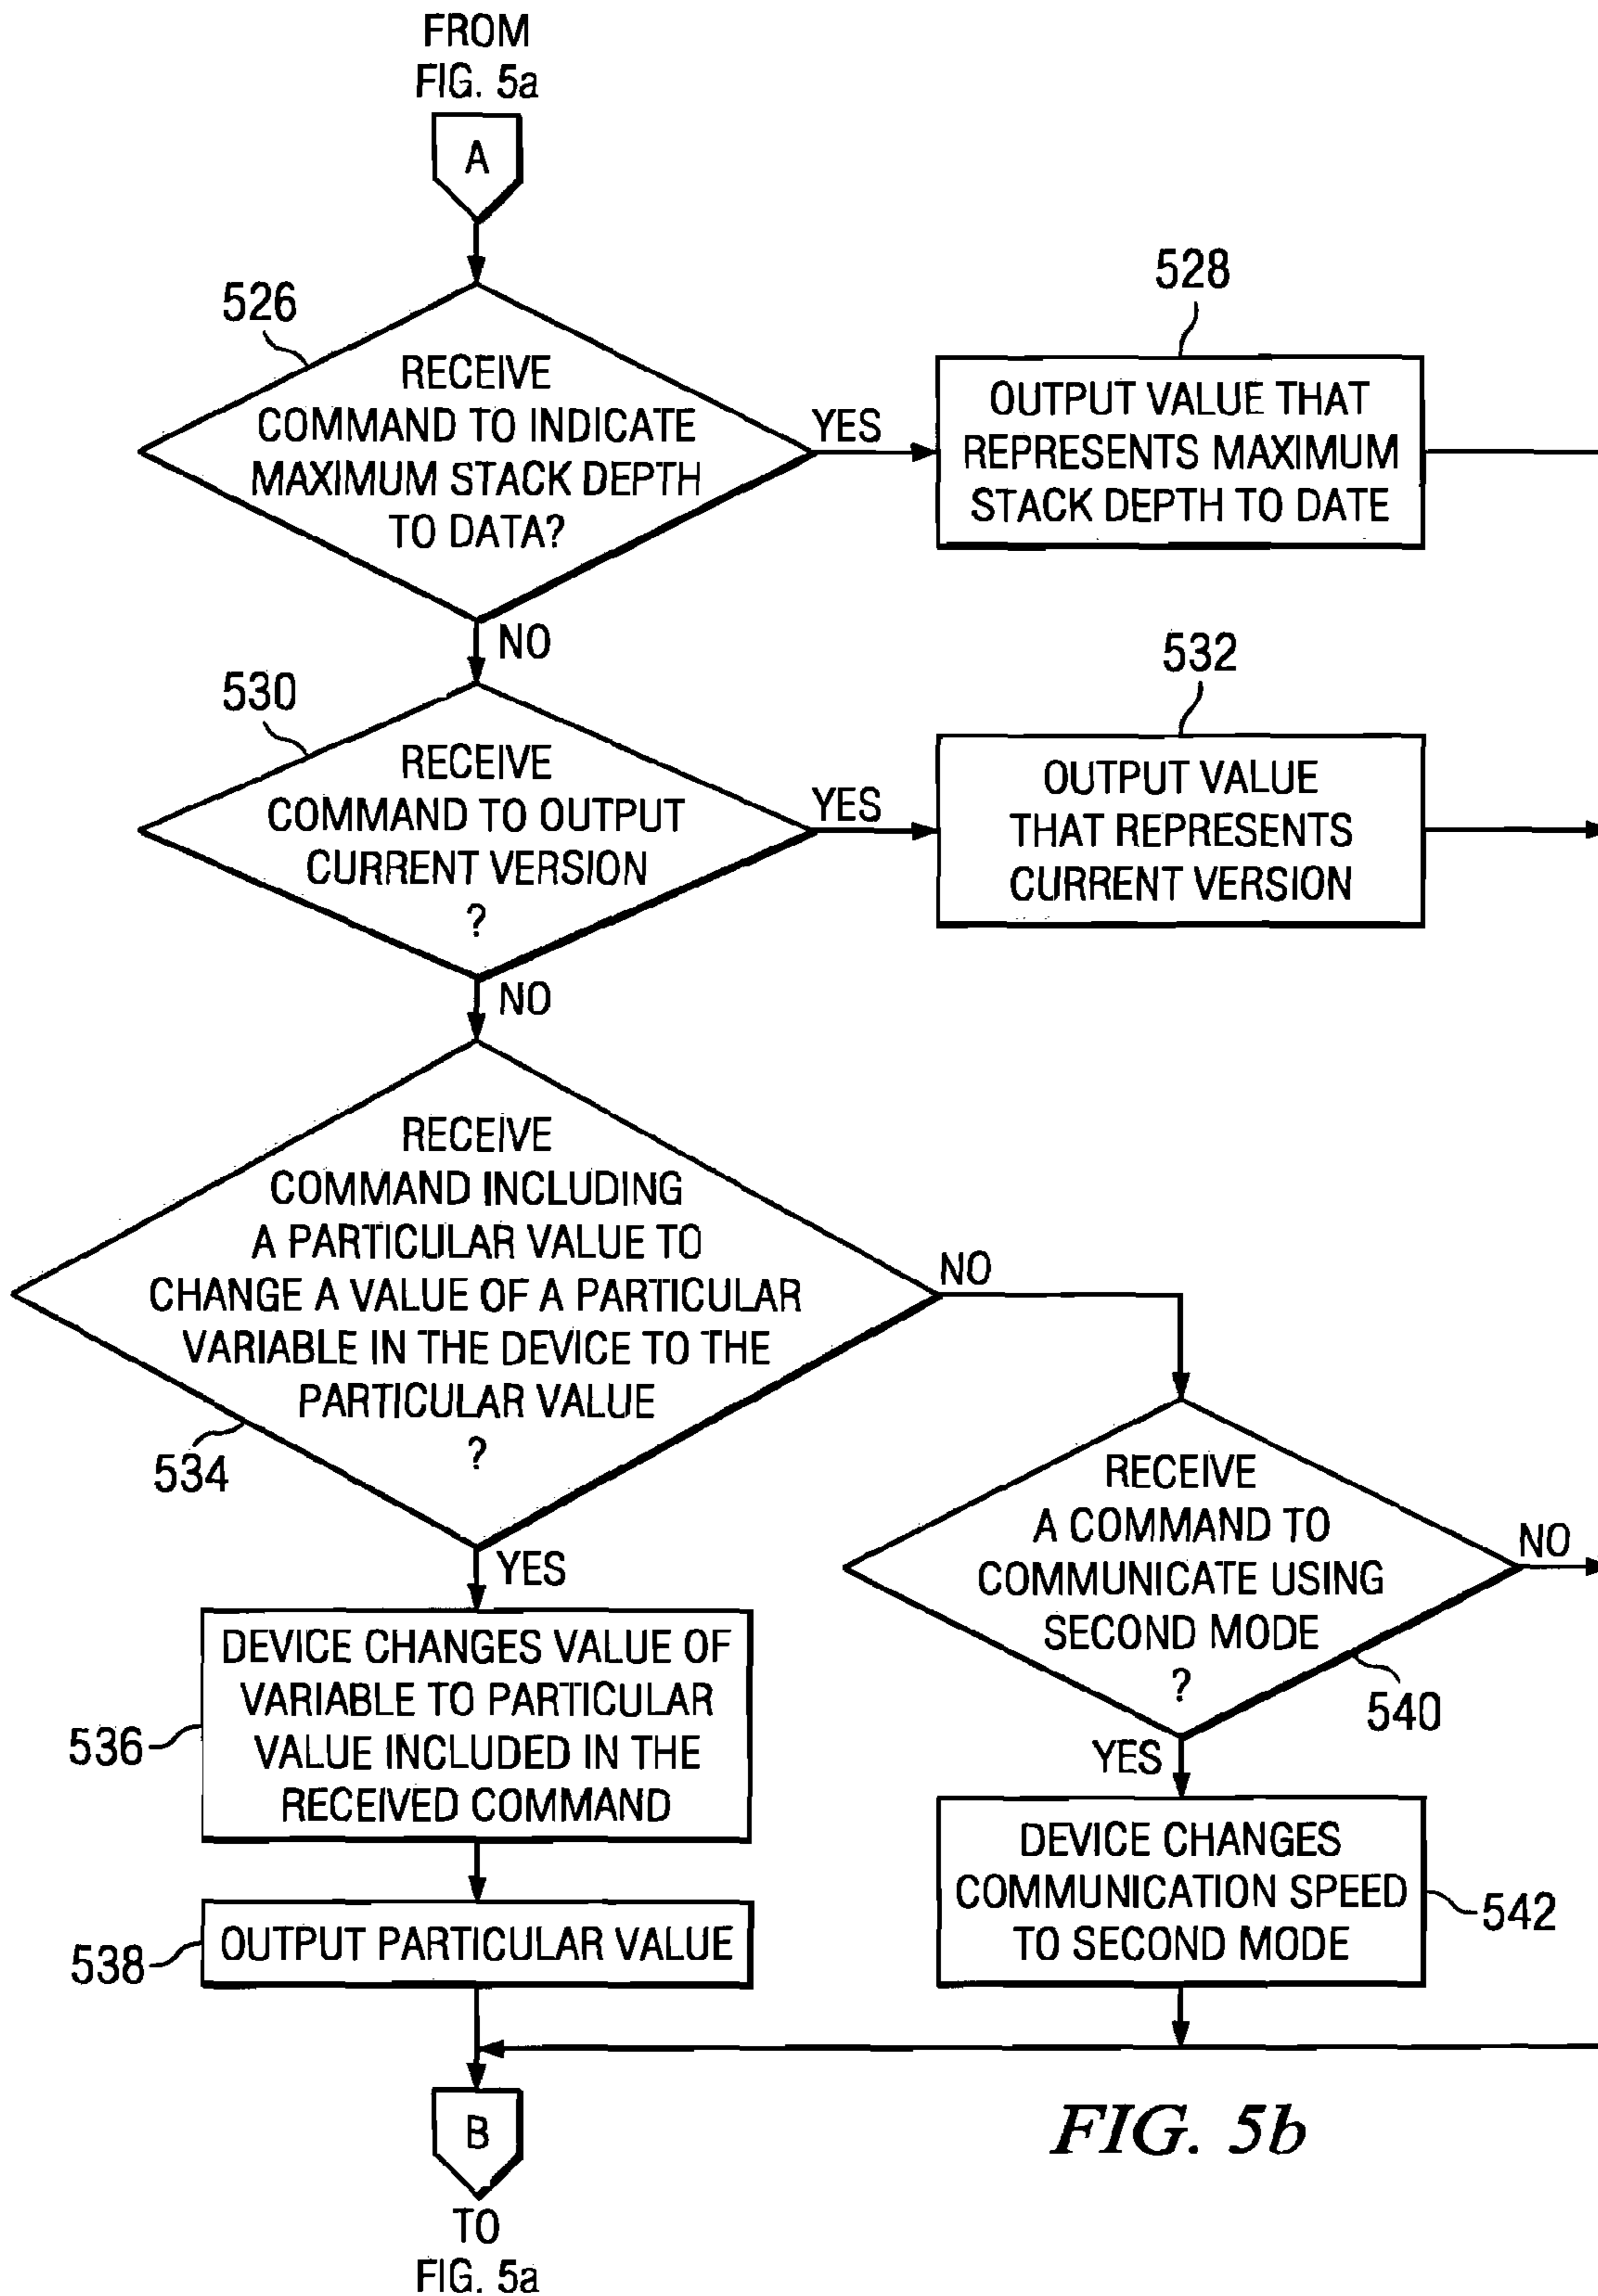 FROM
FIG. 5a
A
526
RECEIVE
COMMAND TO INDICATE
MAXIMUM STACK DEPTH
TO DATA?
YES
528
OUTPUT VALUE THAT
REPRESENTS MAXIMUM
STACK DEPTH TO DATE
NO
530
RECEIVE
COMMAND TO OUTPUT
CURRENT VERSION
?
YES
532
OUTPUT VALUE
THAT REPRESENTS
CURRENT VERSION
NO
RECEIVE
COMMAND INCLUDING
A PARTICULAR VALUE TO
CHANGE A VALUE OF A PARTICULAR
VARIABLE IN THE DEVICE TO THE
PARTICULAR VALUE
?
534
NO
RECEIVE
A COMMAND TO
COMMUNICATE USING
SECOND MODE
?
540
NO
YES
YES
DEVICE CHANGES VALUE OF
VARIABLE TO PARTICULAR
VALUE INCLUDED IN THE
RECEIVED COMMAND
536
DEVICE CHANGES
COMMUNICATION SPEED
TO SECOND MODE
542
OUTPUT PARTICULAR VALUE
538
B
TO
FIG. 5a
FIG. 5b